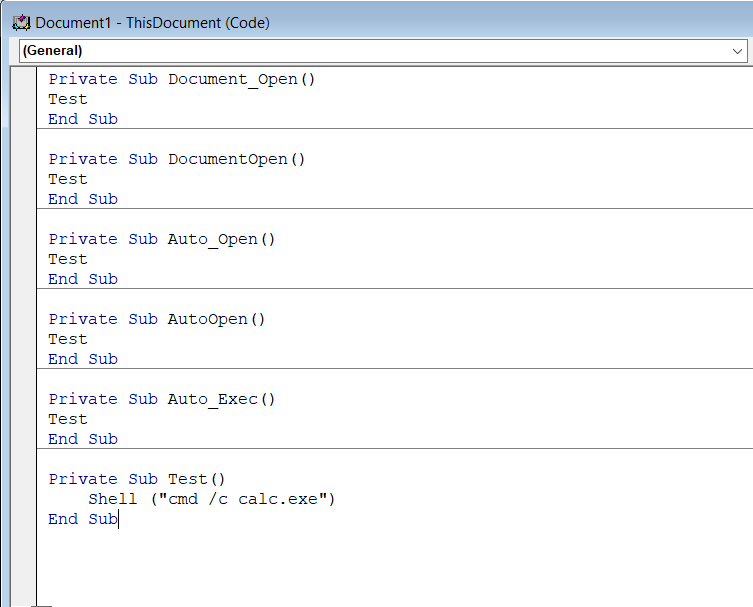 Document1 - ThisDocument (Code)
(General)
Private Sub Document_Open()
Test
End Sub
Private Sub DocumentOpen()
Test
End Sub
Private Sub Auto_Open()
Test
End Sub
Private Sub AutoOpen()
Test
End Sub
Private Sub Auto_Exec()
Test
End Sub
Private Sub Test()
    Shell ("cmd /c calc.exe")
End Sub